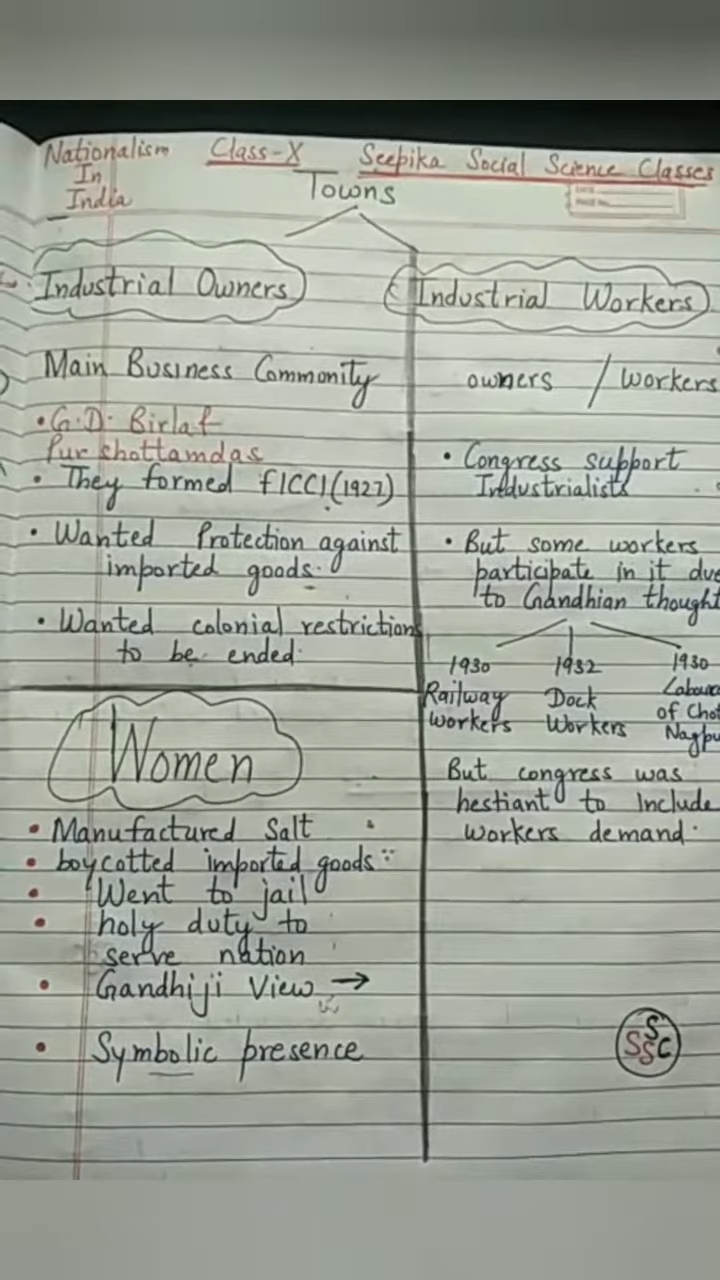 Nationalism
In
India
Class-X
Seepika Social Science Classes
Towns
Industrial Owners
Main Business Commonity
• G.D. Birla &
Purshottamdas
• They formed FICCI (1927)
• Wanted Protection against
imported goods.
• Wanted colonial restrictions
to be ended.
Industrial Workers
owners / workers
• Congress support
Industrialists
• But some workers
participate in it due
to Gandhian thought
1930
Railway
workers
1932
Dock
Workers
1930
Labour
of Chot
Nagpu
But congress was
hestiant to Include
workers demand.
Women
• Manufactured Salt
• boycotted imported goods
• Went to jail
• holy duty to
serve nation
• Gandhiji View →
• Symbolic presence
SSSC